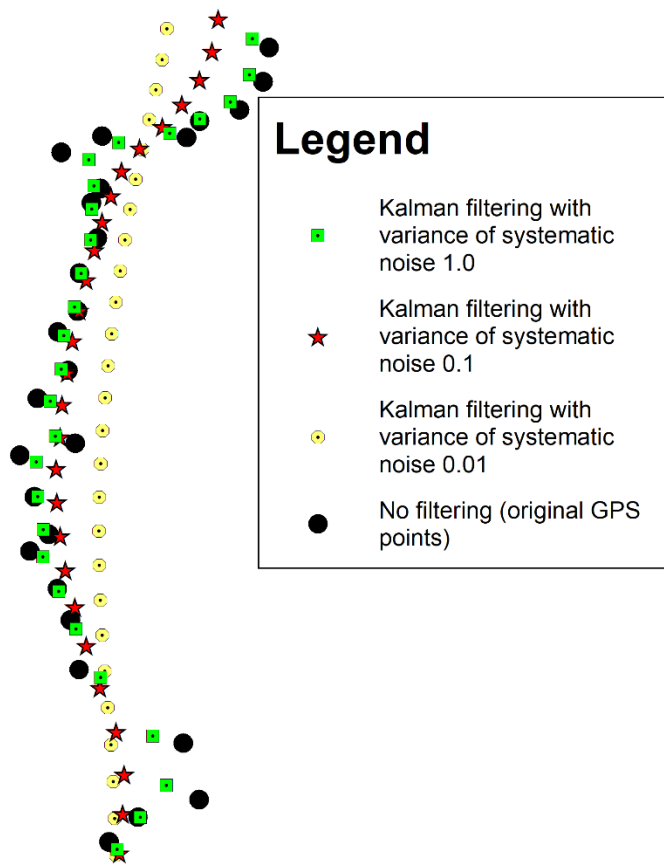 Legend
Kalman filtering with
variance of systematic
noise 1.0
Kalman filtering with
variance of systematic
noise 0.1
Kalman filtering with
variance of systematic
noise 0.01
No filtering (original GPS
points)